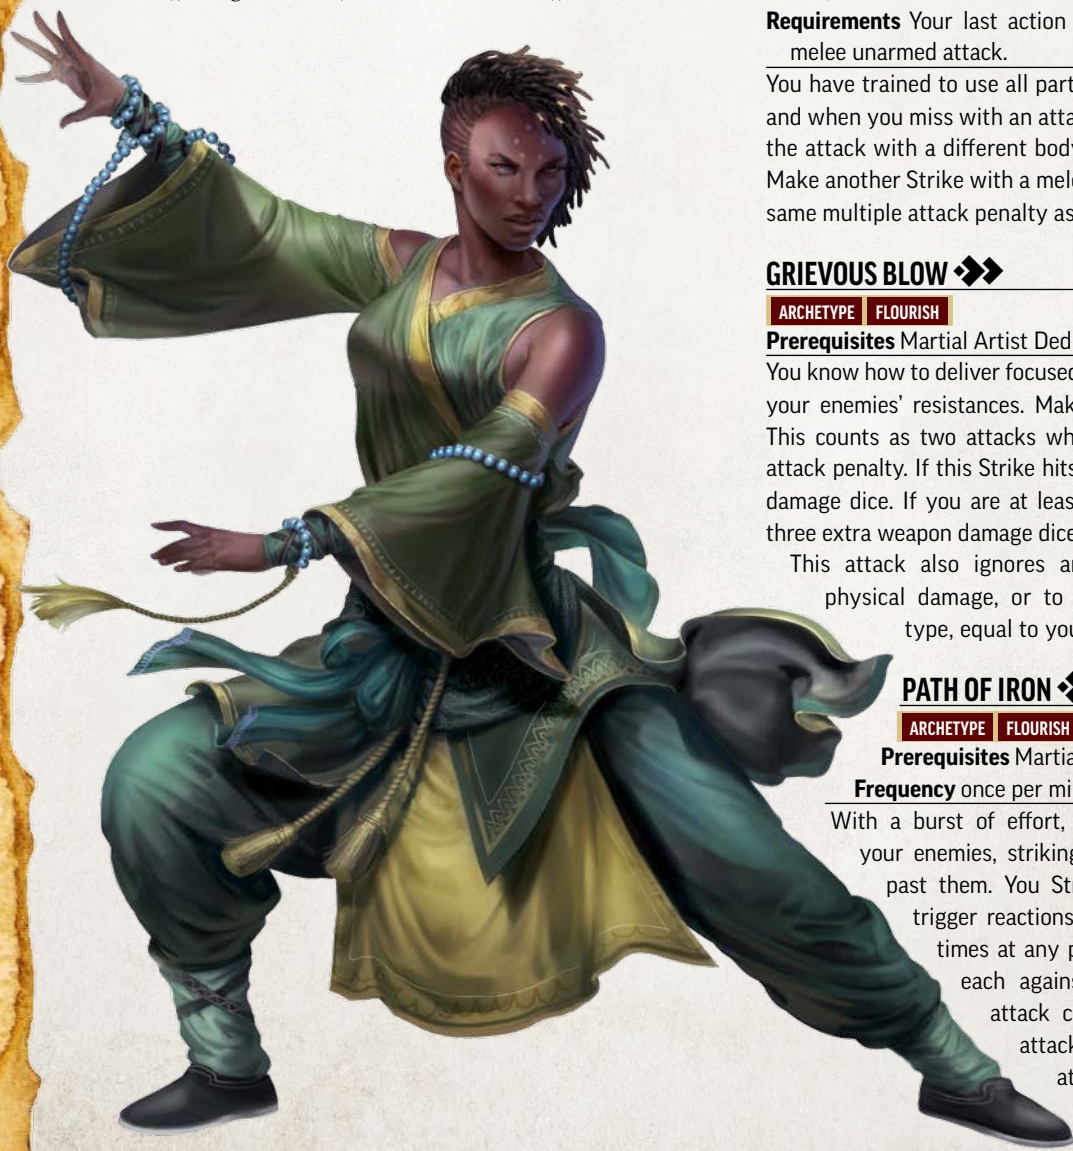 Requirements Your last action
melee unarmed attack.
You have trained to use all part
and when you miss with an atta
the attack with a different body
Make another Strike with a mele
same multiple attack penalty as
GRIEVOUS BLOW
ARCHETYPE FLOURISH
Prerequisites Martial Artist Ded
You know how to deliver focused
your enemies' resistances. Mak
This counts as two attacks wh
attack penalty. If this Strike hits
damage dice. If you are at leas
three extra weapon damage dice
This attack also ignores a
physical damage, or to
type, equal to you
PATH OF IRON
ARCHETYPE FLOURISH
Prerequisites Martia
Frequency once per mi
With a burst of effort,
your enemies, striking
past them. You St
trigger reactions
times at any p
each agains
attack c
attack
at